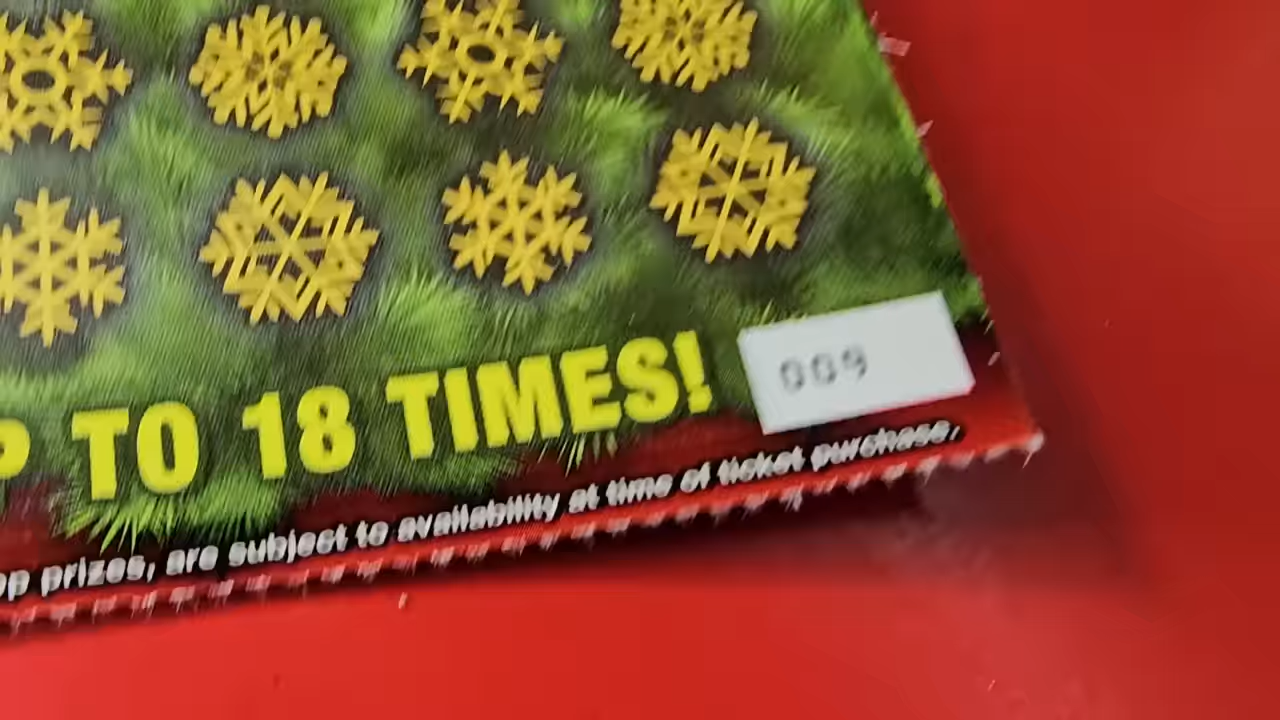 TO 18 TIMES!
009
prizes, are subject to availability at time of ticket purchase.